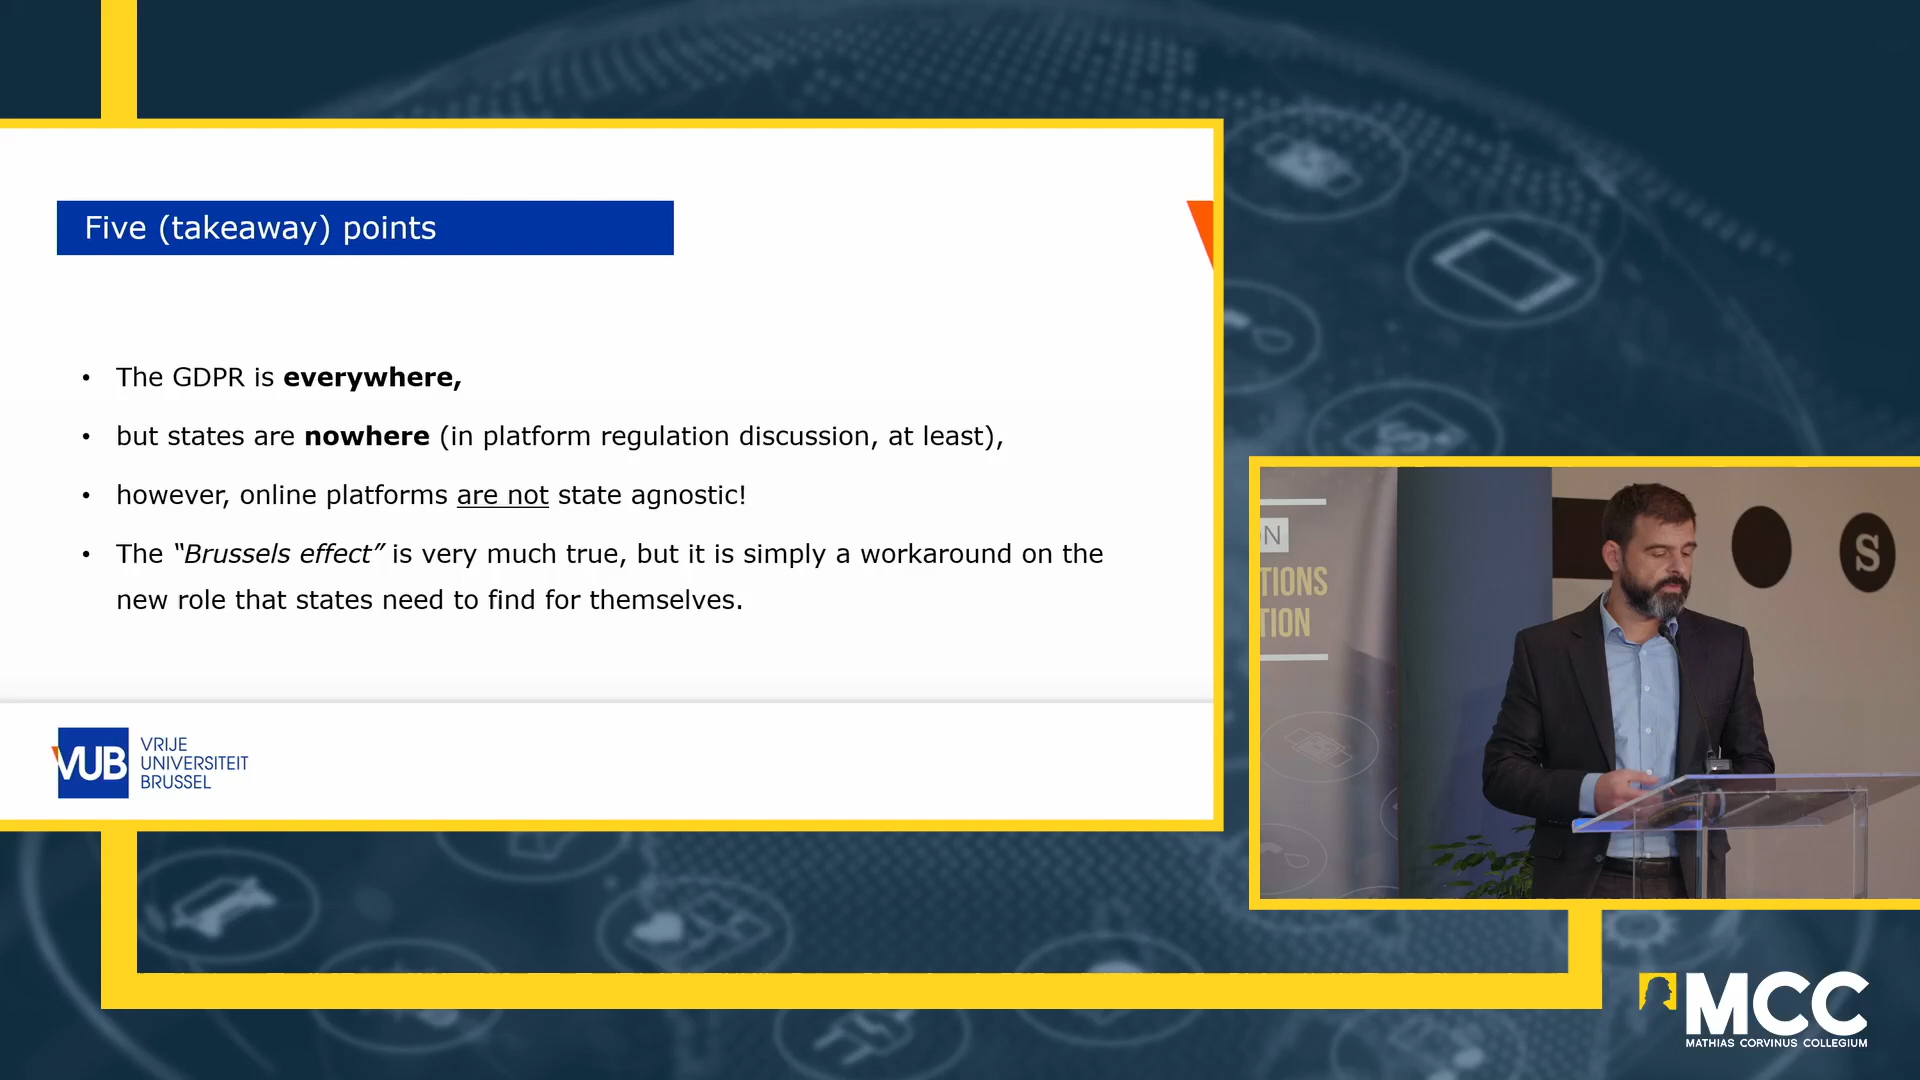 Five (takeaway) points
• The GDPR is everywhere,
• but states are nowhere (in platform regulation discussion, at least),
• however, online platforms are not state agnostic!
• The “Brussels effect” is very much true, but it is simply a workaround on the
new role that states need to find for themselves.
VUB
VRIJE
UNIVERSITEIT
BRUSSEL
N
TIONS
TION
S
MCC
MATHIAS CORVINUS COLLEGIUM